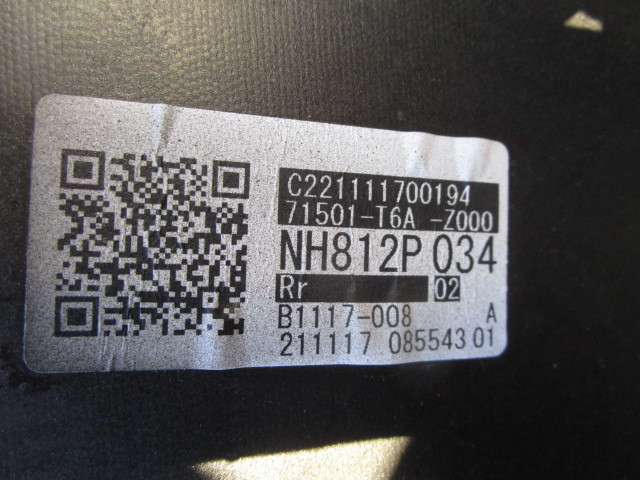 C221111700194
71501-T6A -Z000
NH812P 034
Rr 02
B1117-008 A
211117 085543 01